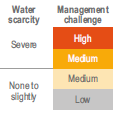 Water scarcity
Management challenge
Severe
High
Medium
None to slightly
Medium
Low